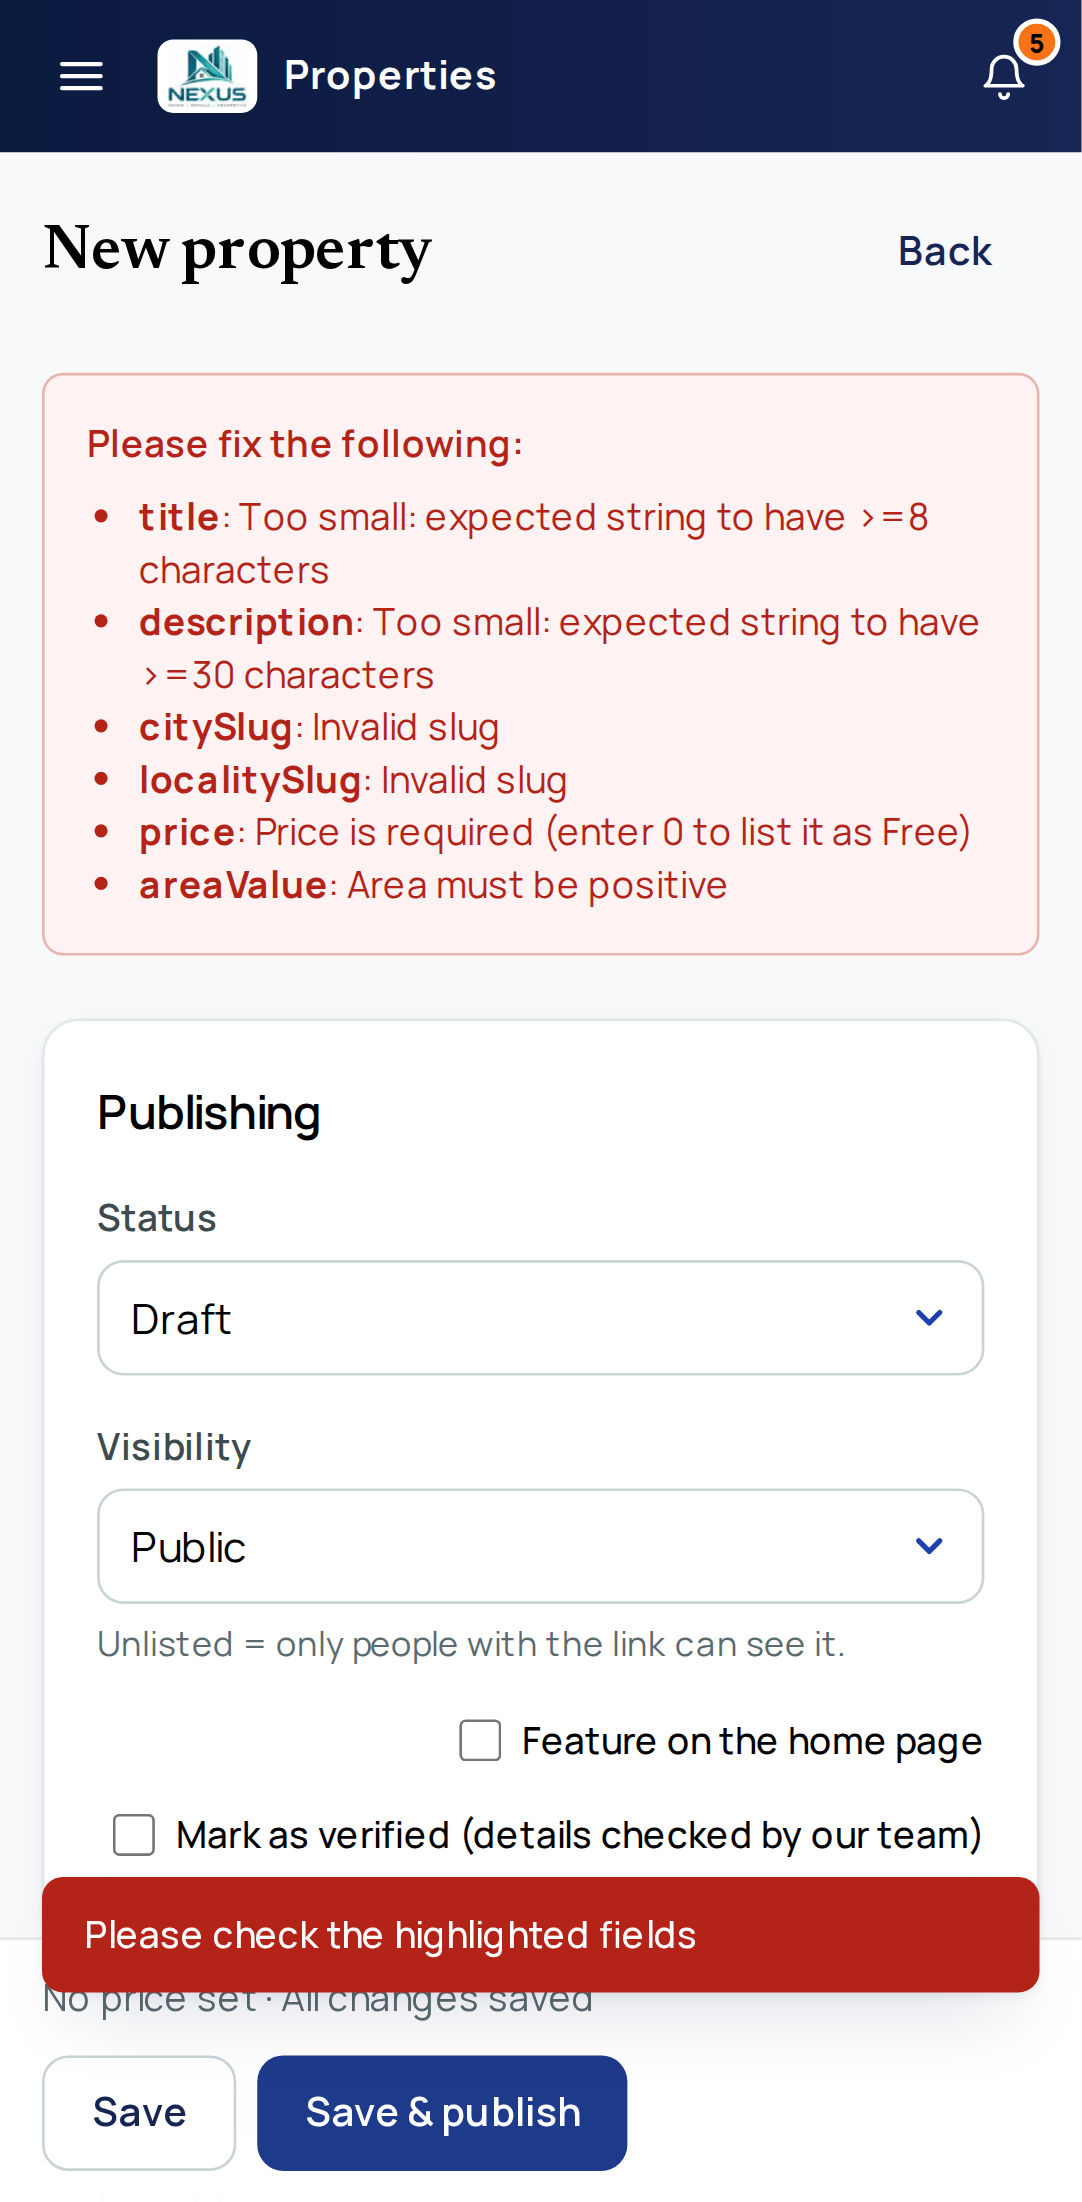 NEXUS
Properties
5
New property
Back
Please fix the following:
title: Too small: expected string to have >=8
characters
description: Too small: expected string to have
>=30 characters
citySlug: Invalid slug
localitySlug: Invalid slug
price: Price is required (enter 0 to list it as Free)
areaValue: Area must be positive
Publishing
Status
Draft
Visibility
Public
Unlisted = only people with the link can see it.
Feature on the home page
Mark as verified (details checked by our team)
Please check the highlighted fields
No price set · All changes saved
Save
Save & publish